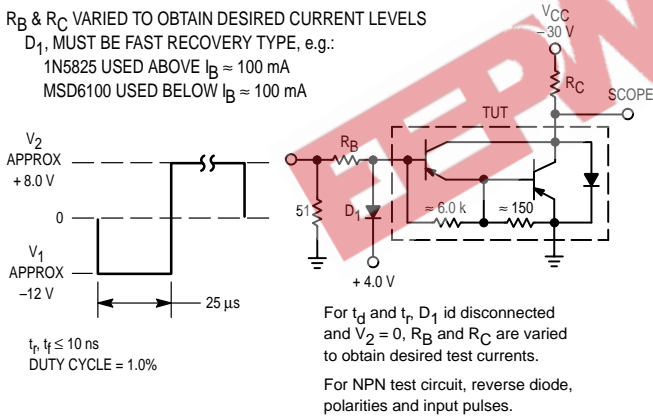 R_B & R_C VARIED TO OBTAIN DESIRED CURRENT LEVELS
D_1, MUST BE FAST RECOVERY TYPE, e.g.:
1N5825 USED ABOVE I_B ≈ 100 mA
MSD6100 USED BELOW I_B ≈ 100 mA
V_CC
−30 V
R_C
SCOPE
TUT
R_B
V_2
APPROX
+ 8.0 V
0
V_1
APPROX
−12 V
51
D_1
≈ 6.0 k
≈ 150
+ 4.0 V
25 μs
t_r, t_f ≤ 10 ns
DUTY CYCLE = 1.0%
For t_d and t_r, D_1 id disconnected
and V_2 = 0, R_B and R_C are varied
to obtain desired test currents.
For NPN test circuit, reverse diode,
polarities and input pulses.
EEPW